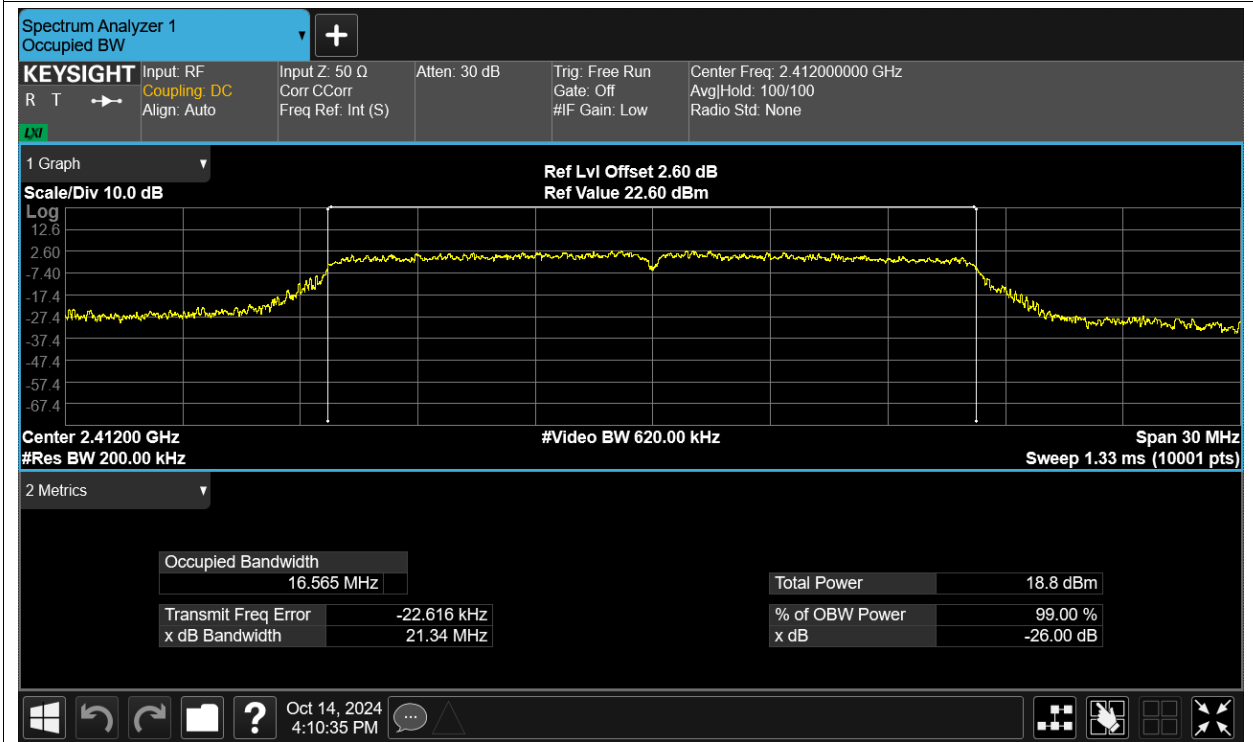 Spectrum Analyzer 1
Occupied BW
KEYSIGHT
R T
LXI
Input: RF
Coupling: DC
Align: Auto
Input Z: 50 Ω
Corr CCorr
Freq Ref: Int (S)
Atten: 30 dB
Trig: Free Run
Gate: Off
#IF Gain: Low
Center Freq: 2.412000000 GHz
Avg|Hold: 100/100
Radio Std: None
1 Graph
Scale/Div 10.0 dB
Ref Lvl Offset 2.60 dB
Ref Value 22.60 dBm
Log
12.6
2.60
-7.40
-17.4
-27.4
-37.4
-47.4
-57.4
-67.4
Center 2.41200 GHz
#Video BW 620.00 kHz
Span 30 MHz
#Res BW 200.00 kHz
Sweep 1.33 ms (10001 pts)
2 Metrics
Occupied Bandwidth
16.565 MHz
Total Power 18.8 dBm
Transmit Freq Error -22.616 kHz
% of OBW Power 99.00 %
x dB Bandwidth 21.34 MHz
x dB -26.00 dB
?
Oct 14, 2024
4:10:35 PM